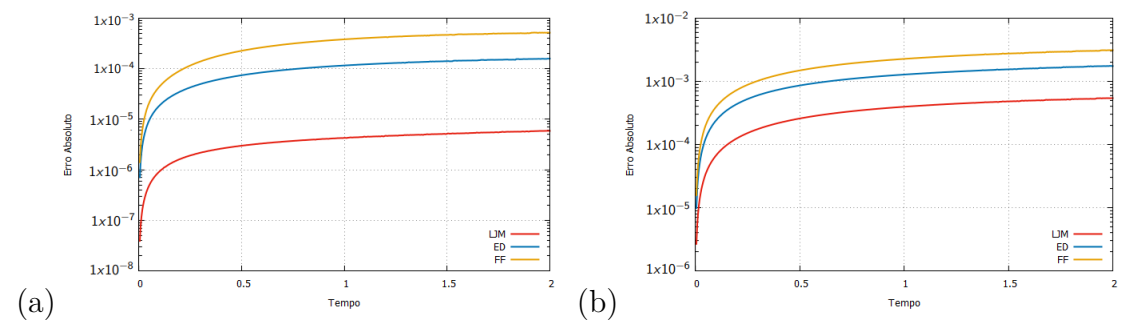 1x10⁻³
1x10⁻⁴
1x10⁻⁵
1x10⁻⁶
1x10⁻⁷
1x10⁻⁸
Erro Absoluto
0 0.5 1 1.5 2
Tempo
LJM
ED
FF
(a)
1x10⁻²
1x10⁻³
1x10⁻⁴
1x10⁻⁵
1x10⁻⁶
Erro Absoluto
0 0.5 1 1.5 2
Tempo
LJM
ED
FF
(b)